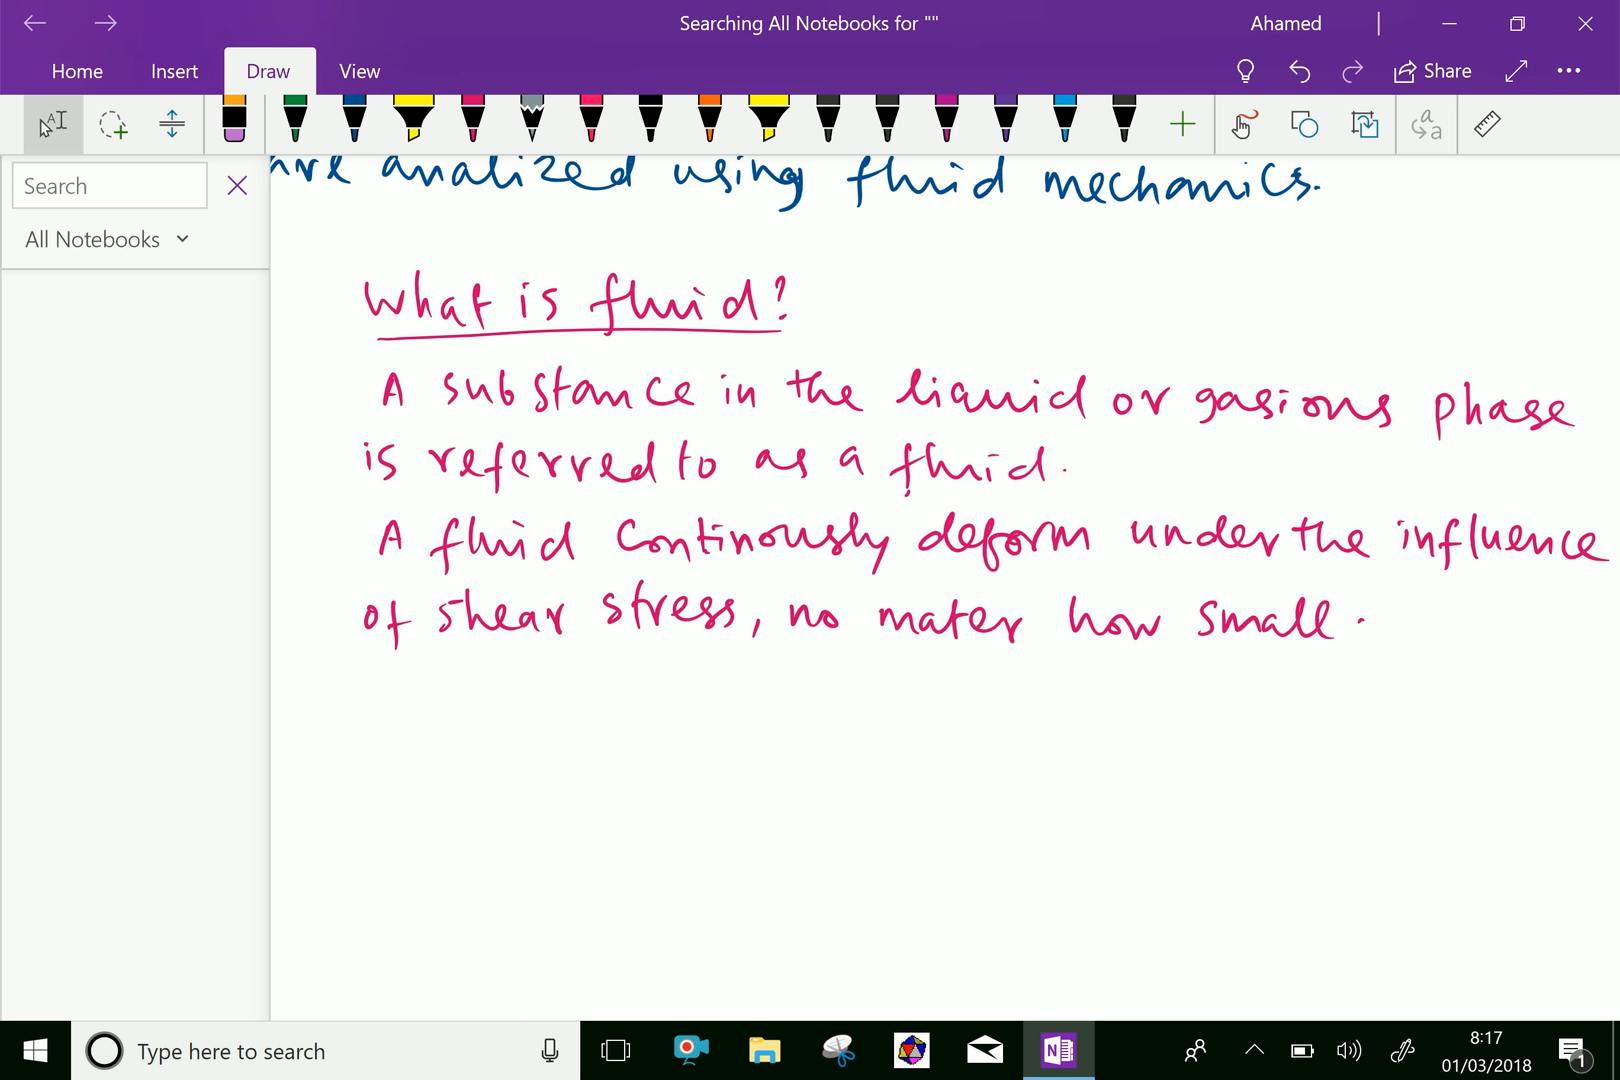 Searching All Notebooks for ""
Ahamed
Home Insert Draw View
Share
Search
All Notebooks
analized using fluid mechanics.
What is fluid?
A substance in the liquid or gasious phase
is referred to as a fluid.
A fluid continously deform under the influence
of shear stress, no mater how small.
Type here to search
8:17
01/03/2018
1